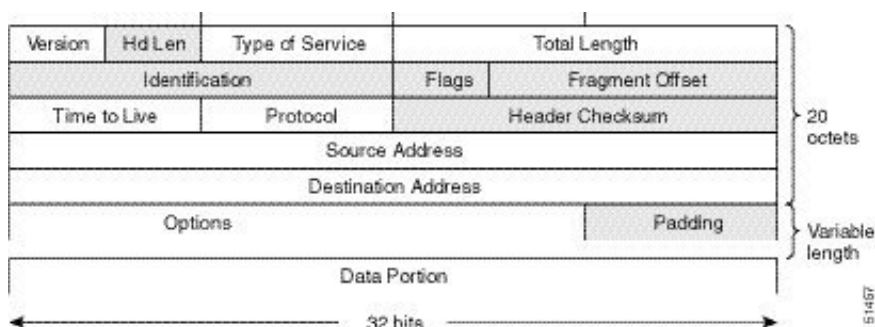 Version Hd Len Type of Service Total Length
Identification Flags Fragment Offset
Time to Live Protocol Header Checksum
20 octets
Source Address
Destination Address
Options Padding
Variable length
Data Portion
32 bits
51457